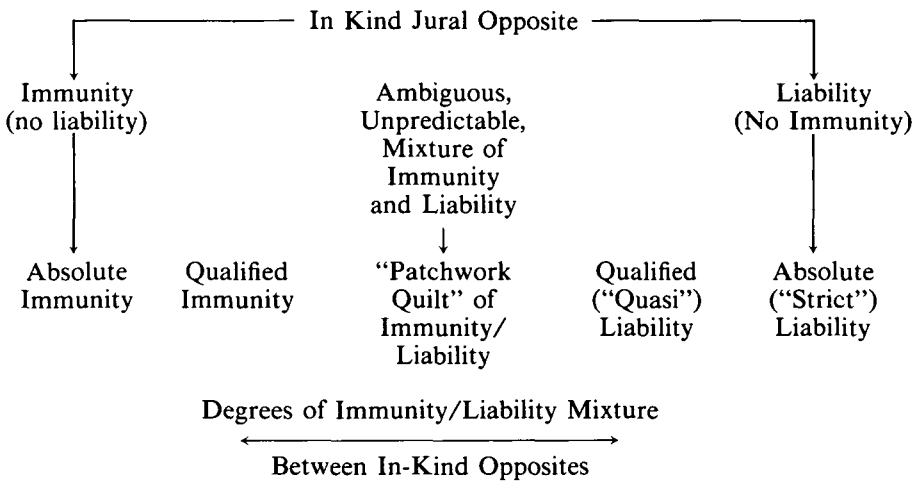 In Kind Jural Opposite
Immunity
(no liability)
Ambiguous,
Unpredictable,
Mixture of
Immunity
and Liability
Liability
(No Immunity)
Absolute
Immunity
Qualified
Immunity
“Patchwork
Quilt” of
Immunity/
Liability
Qualified
(“Quasi”)
Liability
Absolute
(“Strict”)
Liability
Degrees of Immunity/Liability Mixture
Between In-Kind Opposites